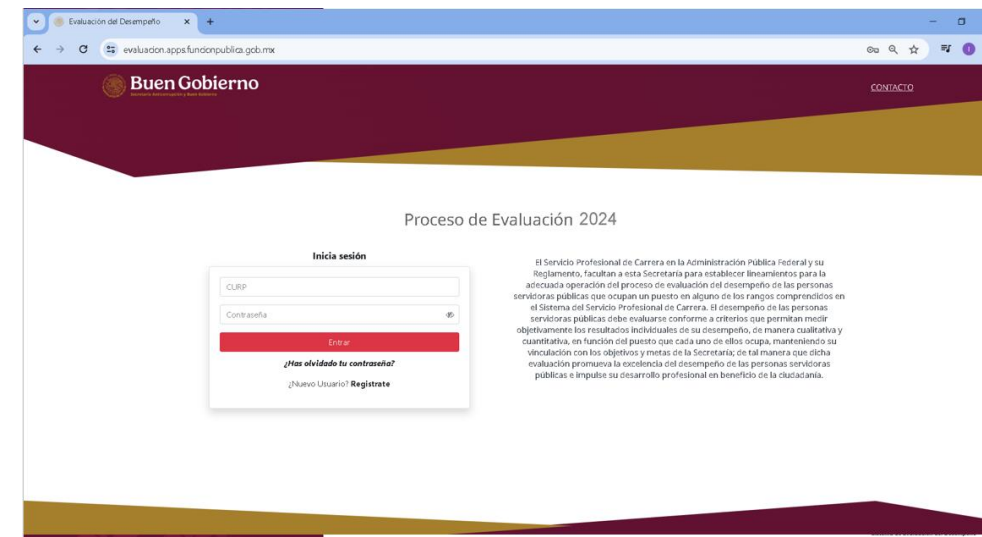 Evaluación del Desempeño
evaluacion.apps.funcionpublica.gob.mx
Buen Gobierno
Secretaría Anticorrupción y Buen Gobierno
CONTACTO
Proceso de Evaluación 2024
Inicia sesión
CURP
Contraseña
Entrar
¿Has olvidado tu contraseña?
¿Nuevo Usuario? Registrate
El Servicio Profesional de Carrera en la Administración Pública Federal y su
Reglamento, facultan a esta Secretaría para establecer lineamientos para la
adecuada operación del proceso de evaluación del desempeño de las personas
servidoras públicas que ocupan un puesto en alguno de los rangos comprendidos en
el Sistema del Servicio Profesional de Carrera. El desempeño de las personas
servidoras públicas debe evaluarse conforme a criterios que permitan medir
objetivamente los resultados individuales de su desempeño, de manera cualitativa y
cuantitativa, en función del puesto que cada uno de ellos ocupa, manteniendo su
vinculación con los objetivos y metas de la Secretaría; de tal manera que dicha
evaluación promueva la excelencia del desempeño de las personas servidoras
públicas e impulse su desarrollo profesional en beneficio de la ciudadanía.